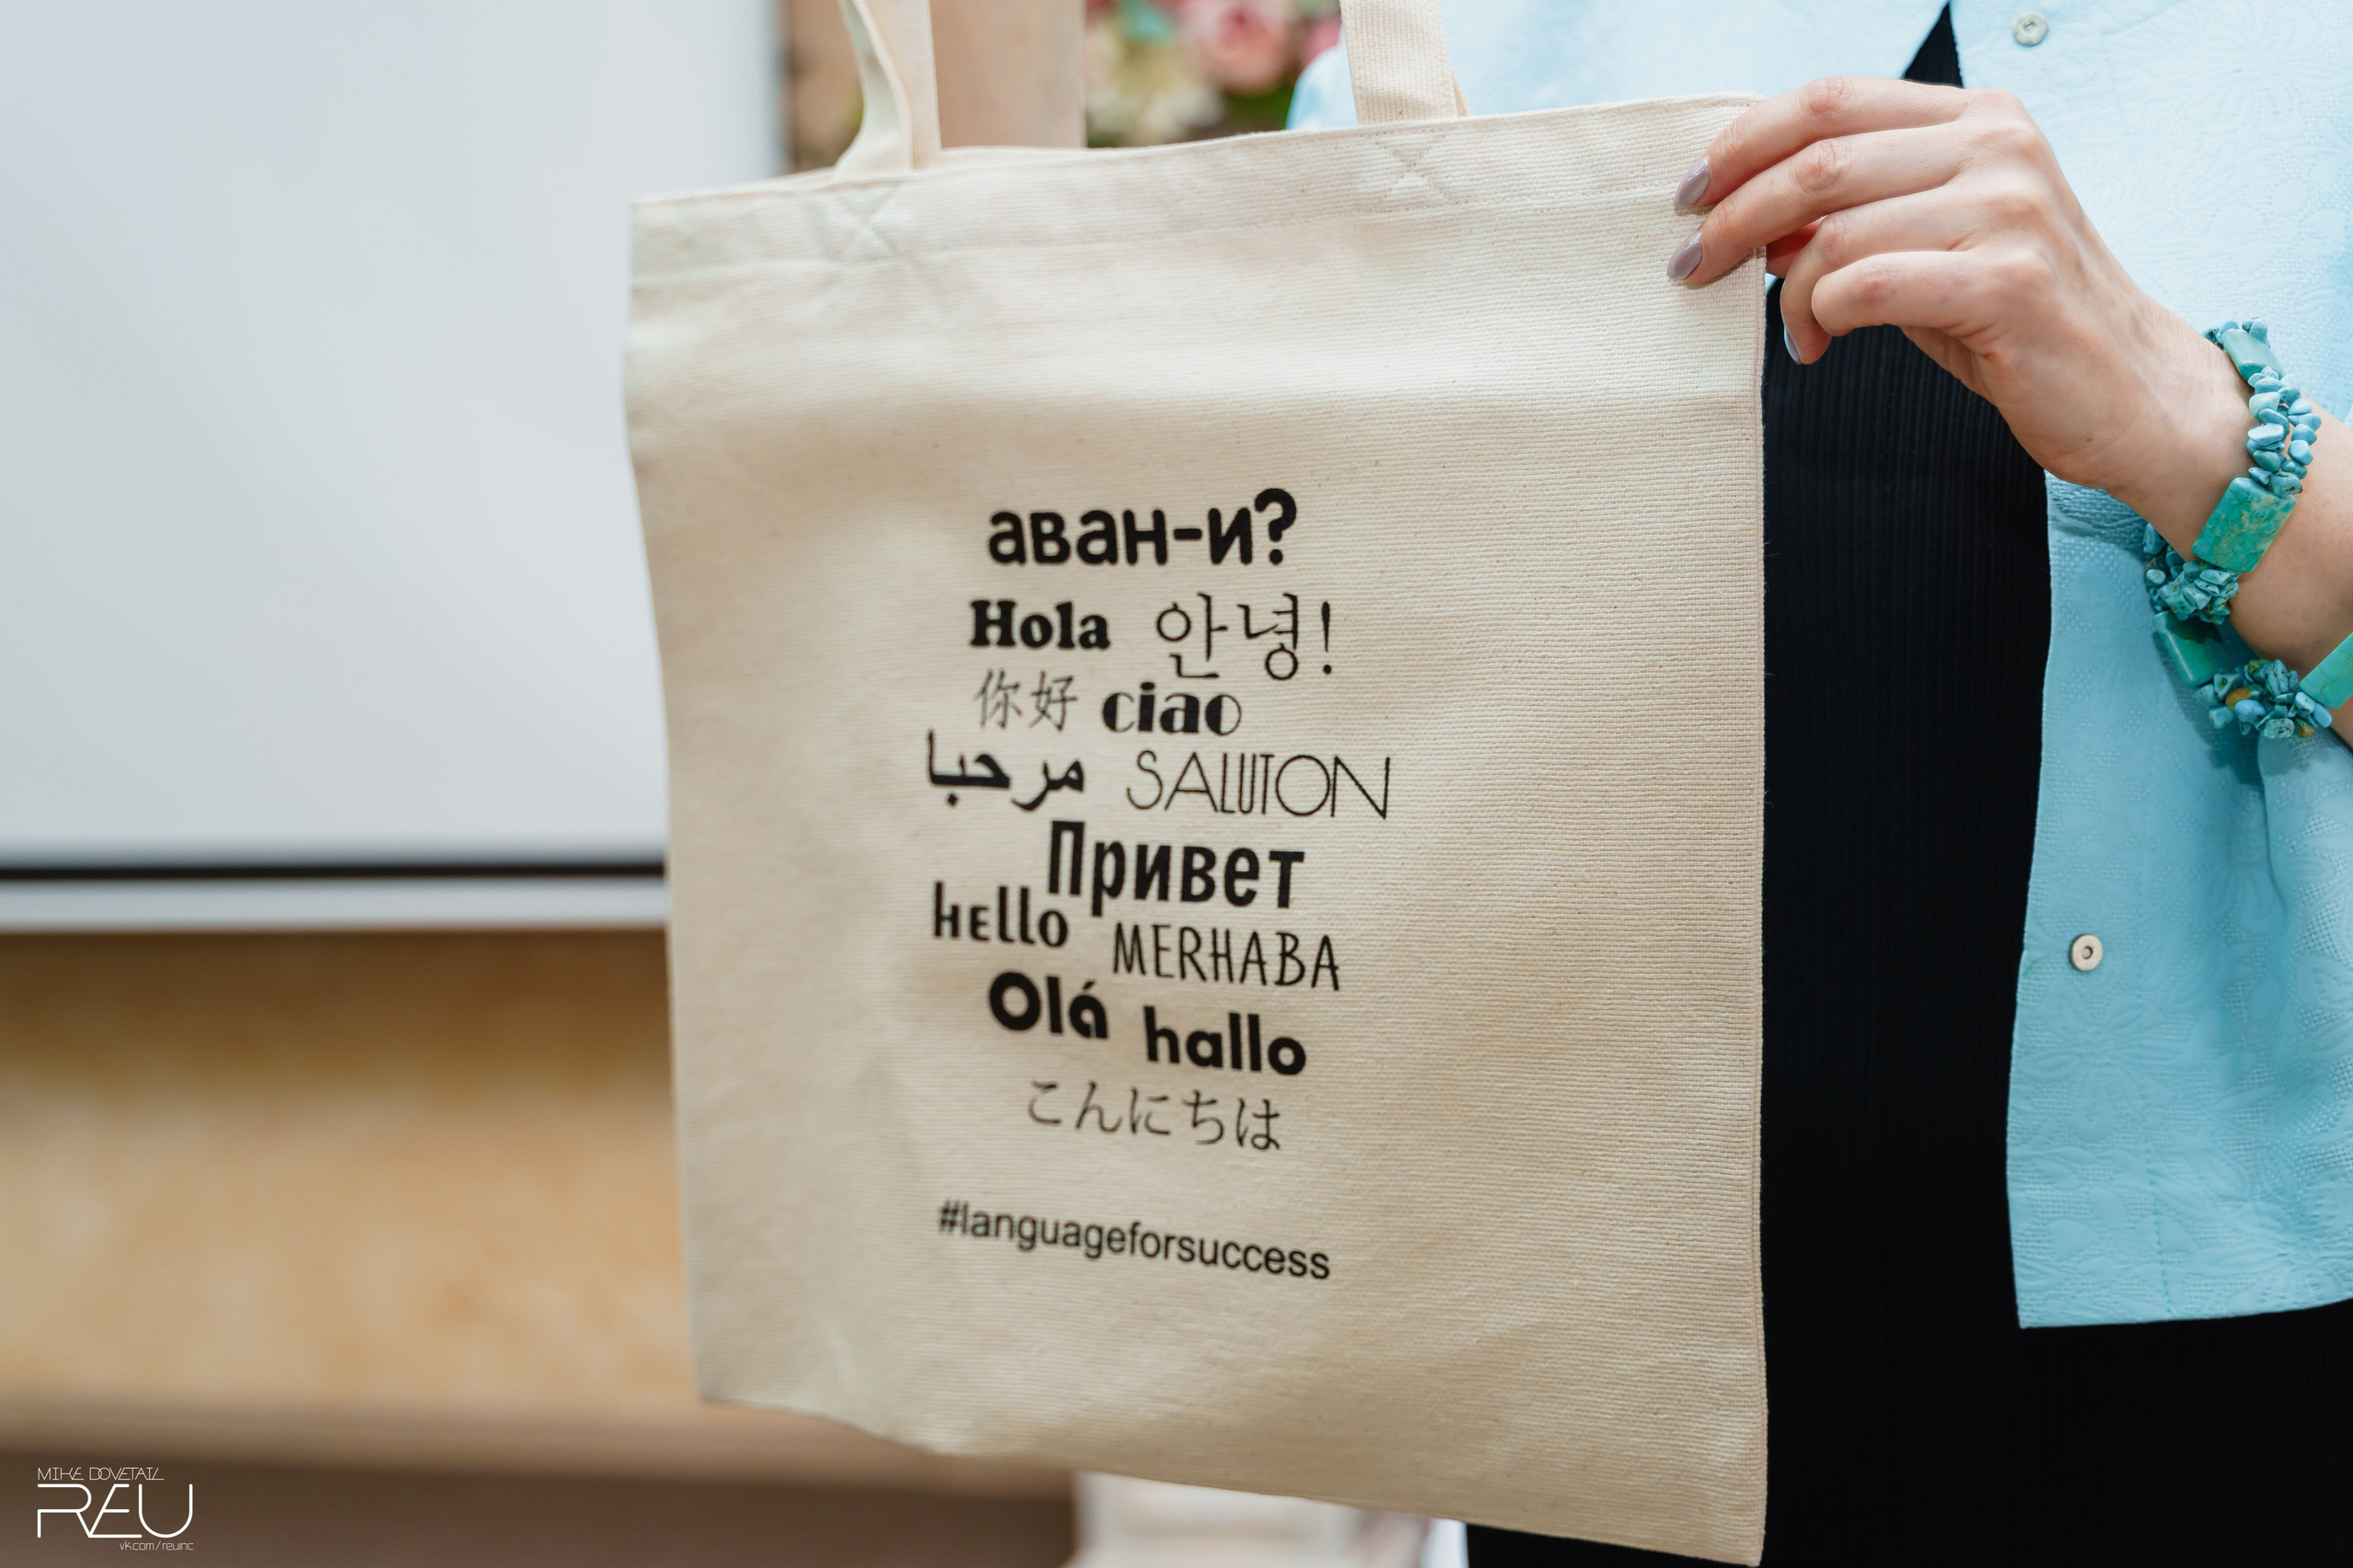 аван-и?
Hola 안녕!
你好 ciao
مرحبا SALUTON
Привет
hello MERHABA
Olá hallo
こんにちは
#languageforsuccess
MIKE DOVETAIL
REU
vk.com/reuinc